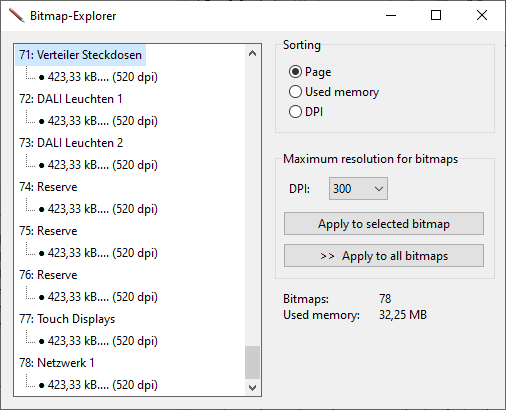 Bitmap-Explorer
71: Verteiler Steckdosen
● 423,33 kB.... (520 dpi)
72: DALI Leuchten 1
● 423,33 kB.... (520 dpi)
73: DALI Leuchten 2
● 423,33 kB.... (520 dpi)
74: Reserve
● 423,33 kB.... (520 dpi)
75: Reserve
● 423,33 kB.... (520 dpi)
76: Reserve
● 423,33 kB.... (520 dpi)
77: Touch Displays
● 423,33 kB.... (520 dpi)
78: Netzwerk 1
● 423,33 kB.... (520 dpi)
Sorting
Page
Used memory
DPI
Maximum resolution for bitmaps
DPI: 300
Apply to selected bitmap
>> Apply to all bitmaps
Bitmaps: 78
Used memory: 32,25 MB